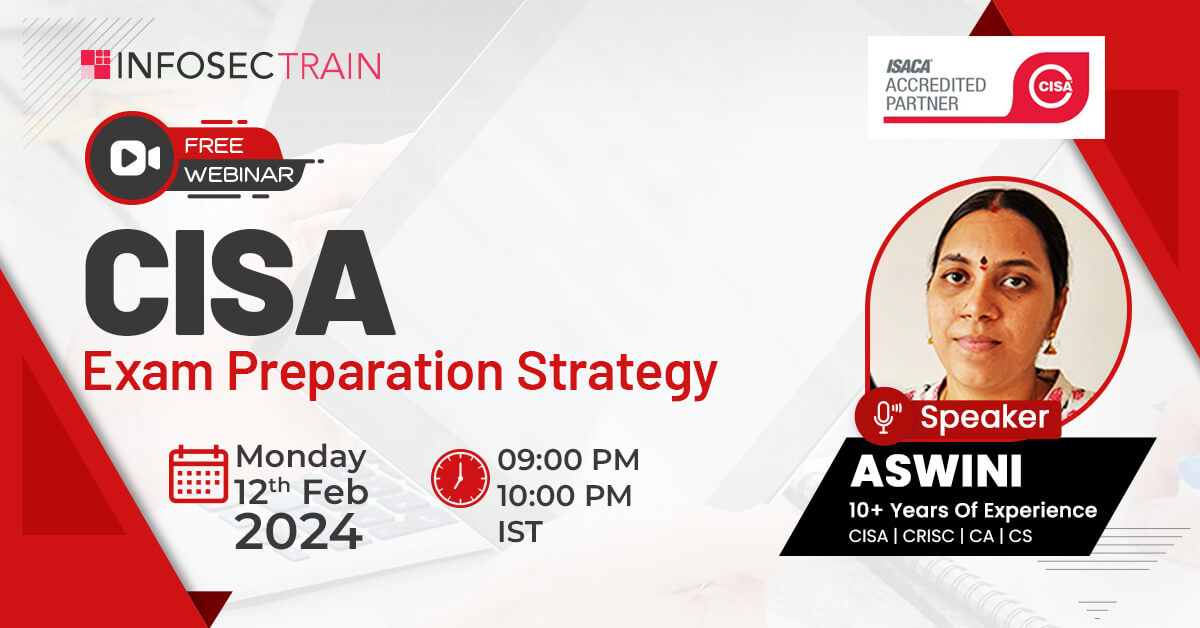 INFOSECTRAIN
ISACA
ACCREDITED
PARTNER
CISA
FREE
WEBINAR
CISA
Exam Preparation Strategy
Monday
12th Feb
2024
09:00 PM
10:00 PM
IST
Speaker
ASWINI
10+ Years Of Experience
CISA | CRISC | CA | CS